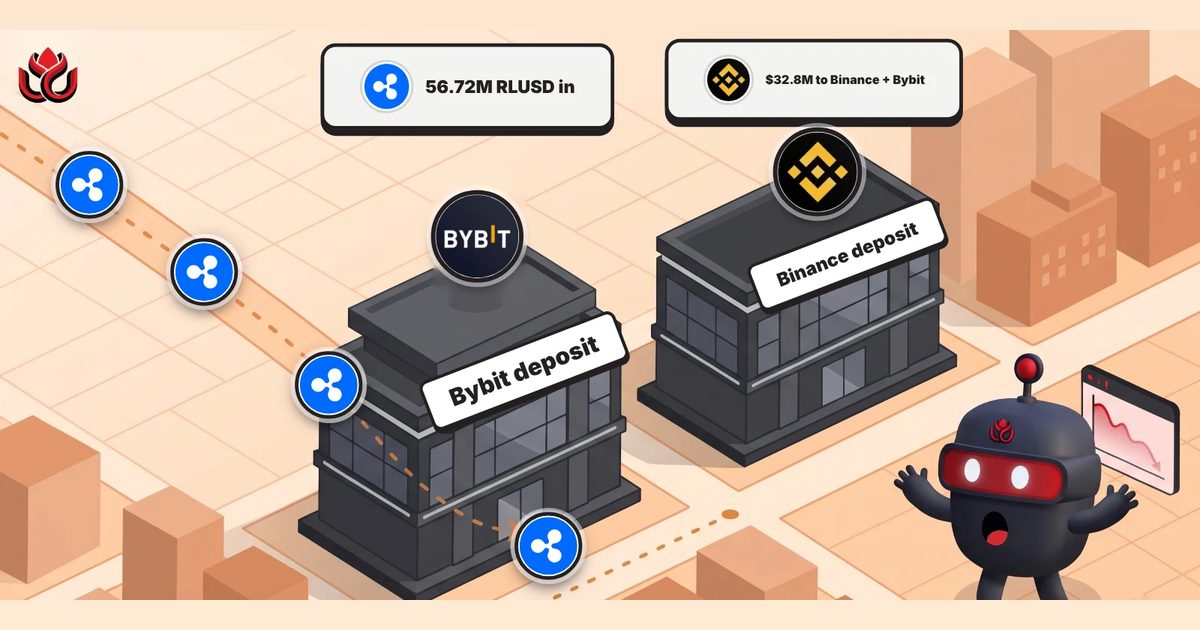 56.72M RLUSD in
$32.8M to Binance + Bybit
BYBIT
Binance deposit
Bybit deposit